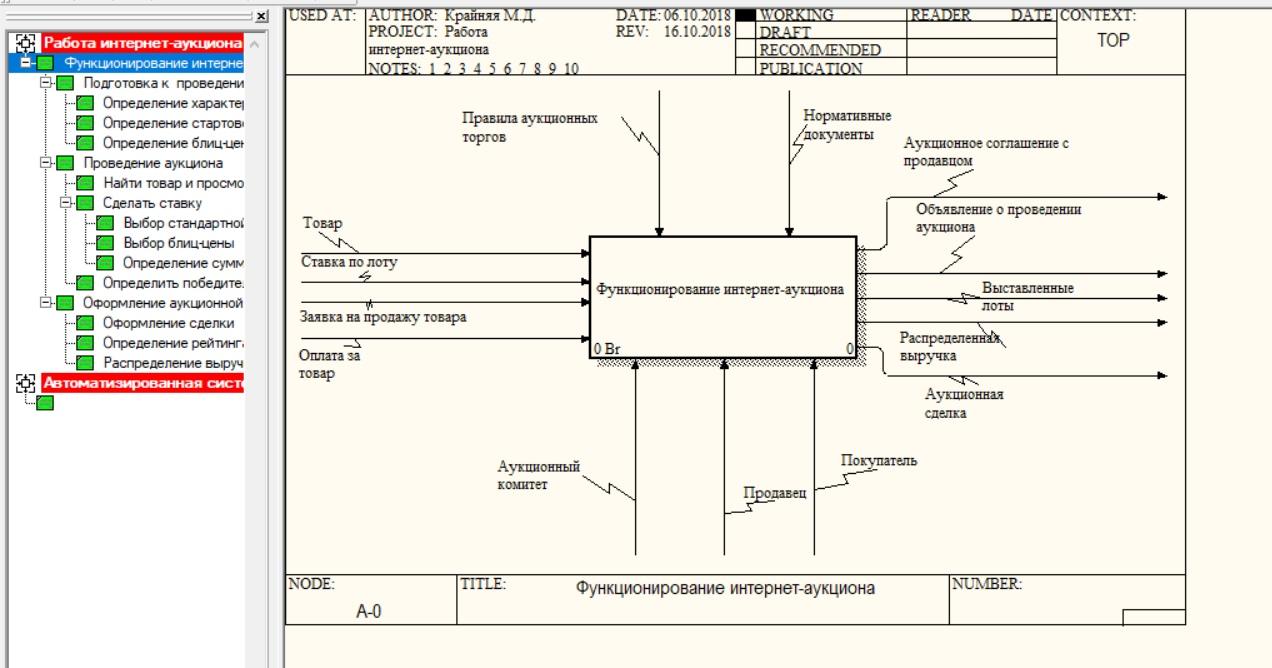 Работа интернет-аукциона
Функционирование интерне
Подготовка к проведени
Определение характе
Определение стартов
Определение блиц-це
Проведение аукциона
Найти товар и просмо
Сделать ставку
Выбор стандартной
Выбор блиц-цены
Определение сумм
Определить победите
Оформление аукционной
Оформление сделки
Определение рейтинг
Распределение выруч
Автоматизированная сист
USED AT:
AUTHOR: Крайняя М.Д.
DATE: 06.10.2018
PROJECT: Работа
REV: 16.10.2018
интернет-аукциона
NOTES: 1 2 3 4 5 6 7 8 9 10
WORKING
DRAFT
RECOMMENDED
PUBLICATION
READER
DATE
CONTEXT:
TOP
Правила аукционных
торгов
Нормативные
документы
Аукционное соглашение с
продавцом
Объявление о проведении
аукциона
Товар
Ставка по лоту
Заявка на продажу товара
Оплата за
товар
Функционирование интернет-аукциона
0 Br
0
Выставленные
лоты
Распределенная
выручка
Аукционная
сделка
Аукционный
комитет
Продавец
Покупатель
NODE:
A-0
TITLE:
Функционирование интернет-аукциона
NUMBER: